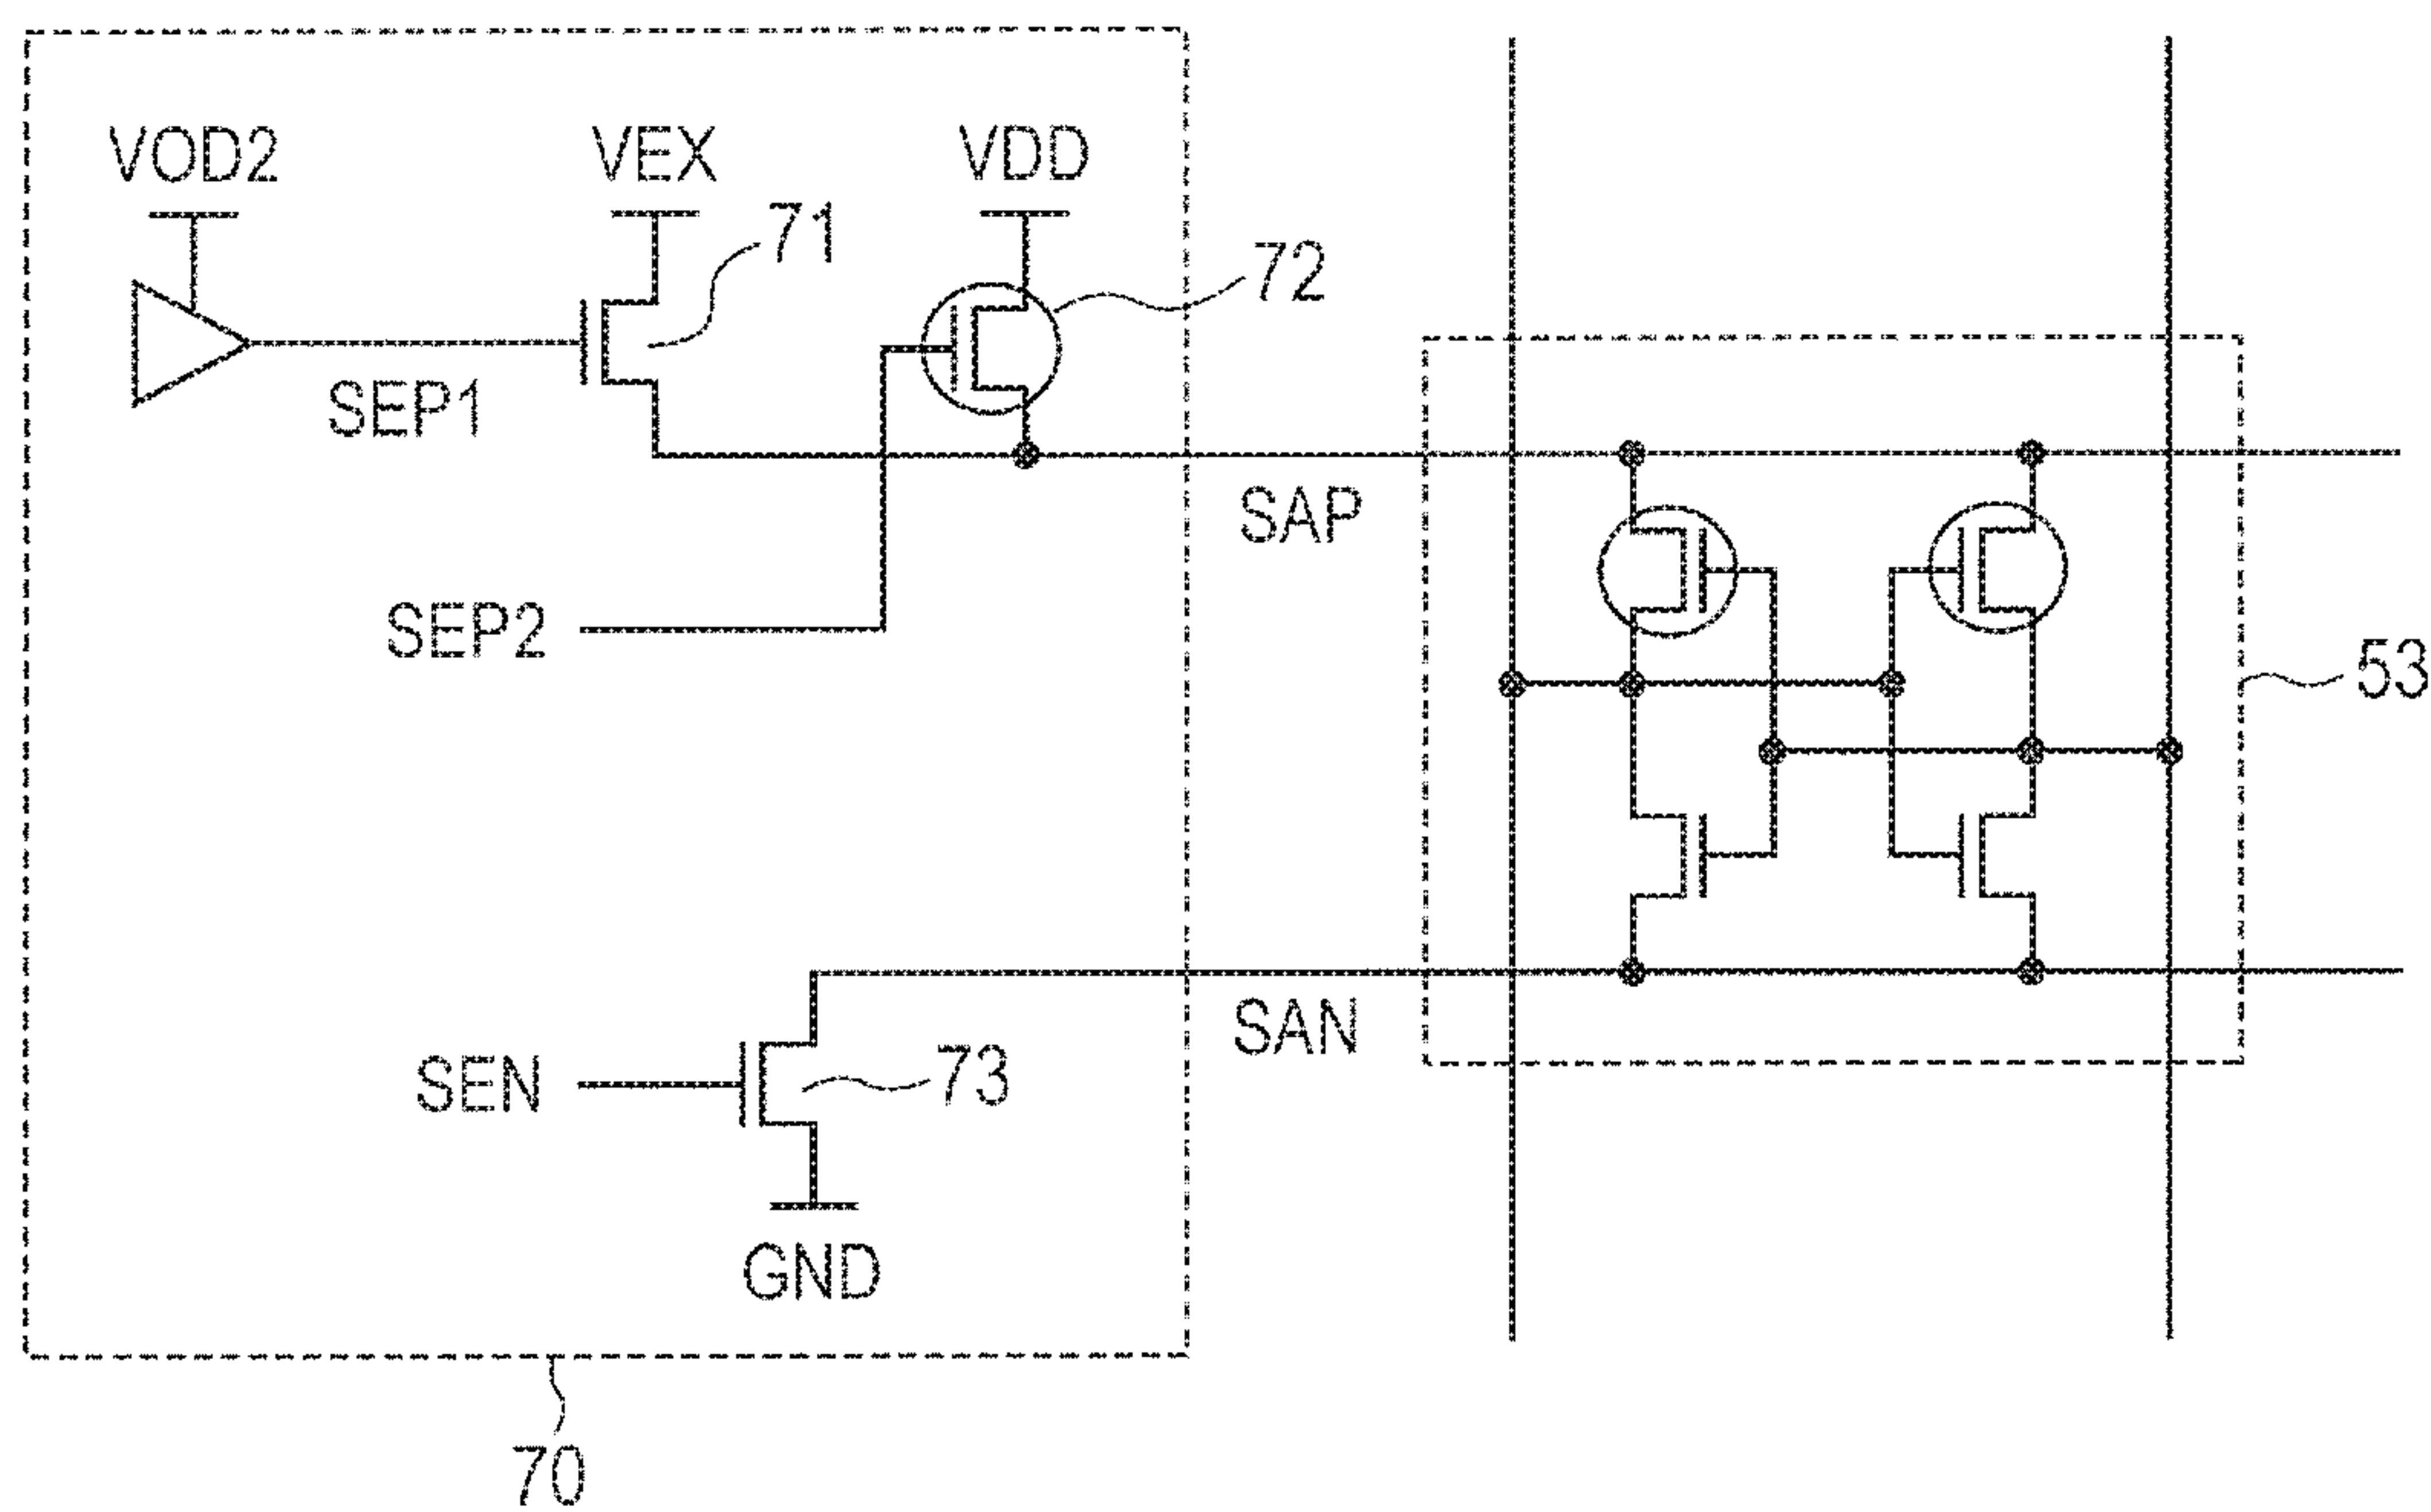 VOD2
VEX
VDD
71
72
SEP1
SAP
SEP2
53
SAN
SEN
73
GND
70